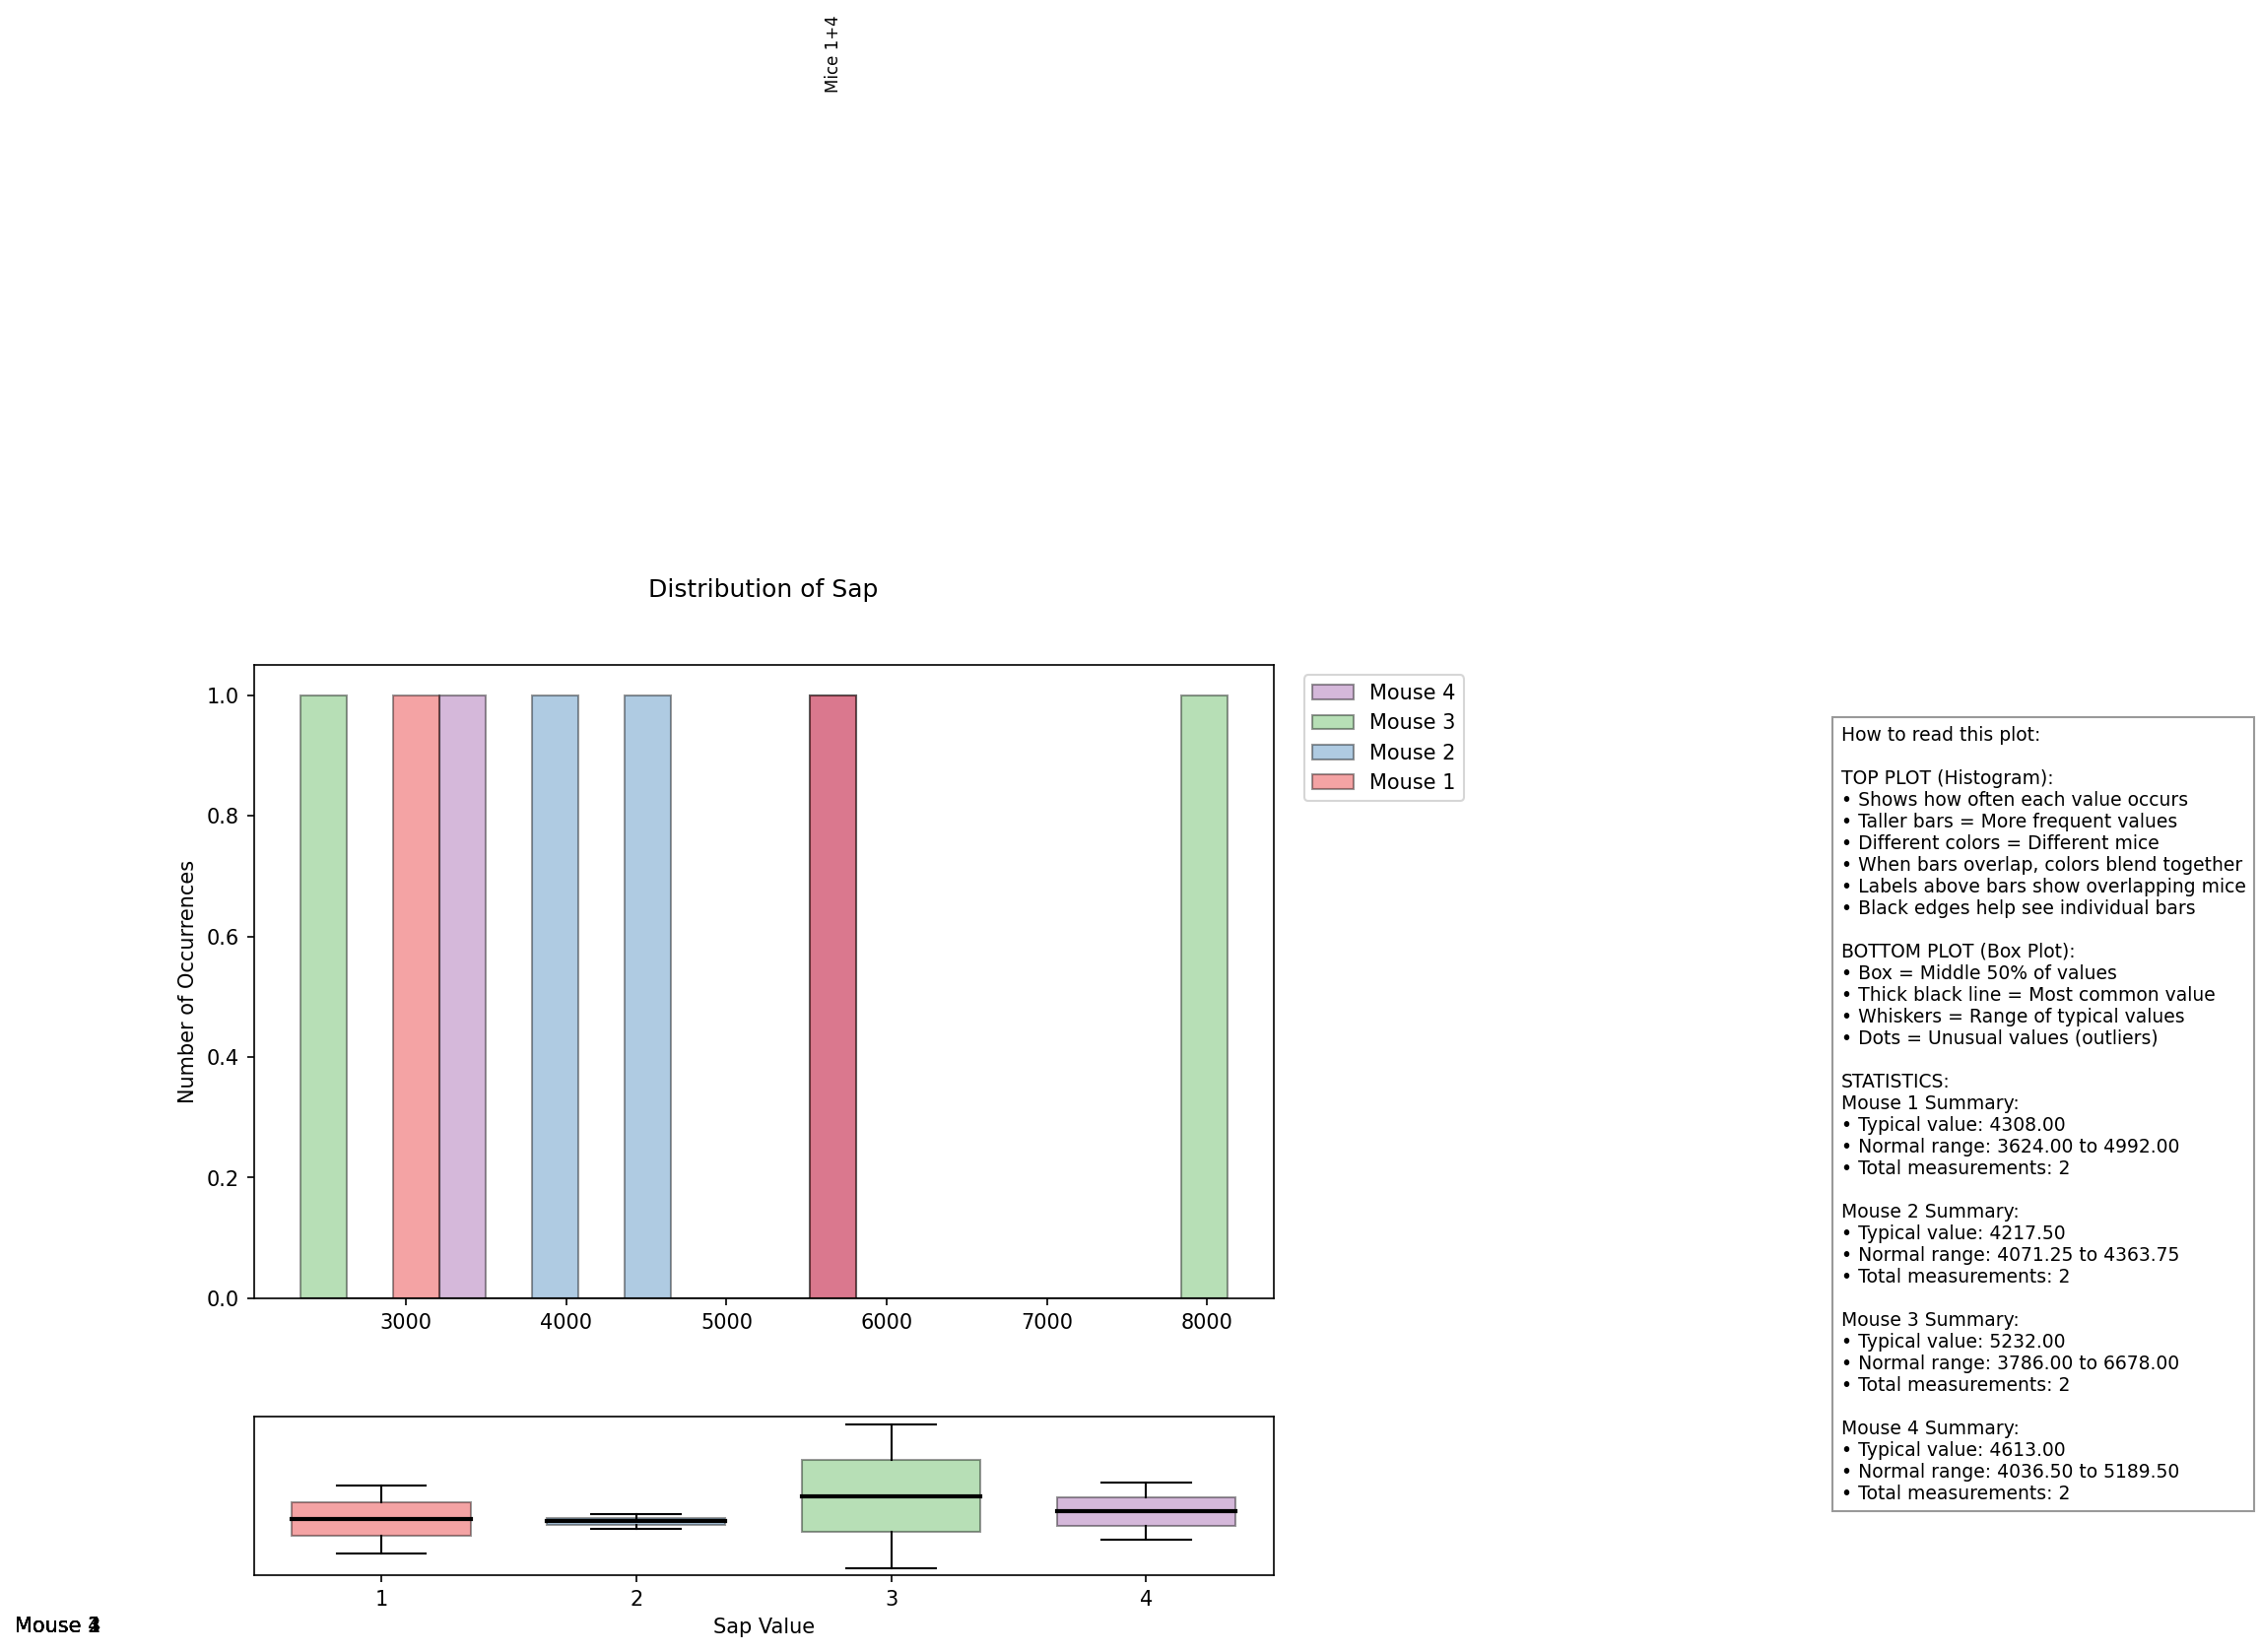 Mice 1+4
Distribution of Sap
Number of Occurrences
1.0
0.8
0.6
0.4
0.2
0.0
3000 4000 5000 6000 7000 8000
Mouse 4
Mouse 3
Mouse 2
Mouse 1
How to read this plot:
TOP PLOT (Histogram):
• Shows how often each value occurs
• Taller bars = More frequent values
• Different colors = Different mice
• When bars overlap, colors blend together
• Labels above bars show overlapping mice
• Black edges help see individual bars
BOTTOM PLOT (Box Plot):
• Box = Middle 50% of values
• Thick black line = Most common value
• Whiskers = Range of typical values
• Dots = Unusual values (outliers)
STATISTICS:
Mouse 1 Summary:
• Typical value: 4308.00
• Normal range: 3624.00 to 4992.00
• Total measurements: 2
Mouse 2 Summary:
• Typical value: 4217.50
• Normal range: 4071.25 to 4363.75
• Total measurements: 2
Mouse 3 Summary:
• Typical value: 5232.00
• Normal range: 3786.00 to 6678.00
• Total measurements: 2
Mouse 4 Summary:
• Typical value: 4613.00
• Normal range: 4036.50 to 5189.50
• Total measurements: 2
1 2 3 4
Sap Value
Mouse